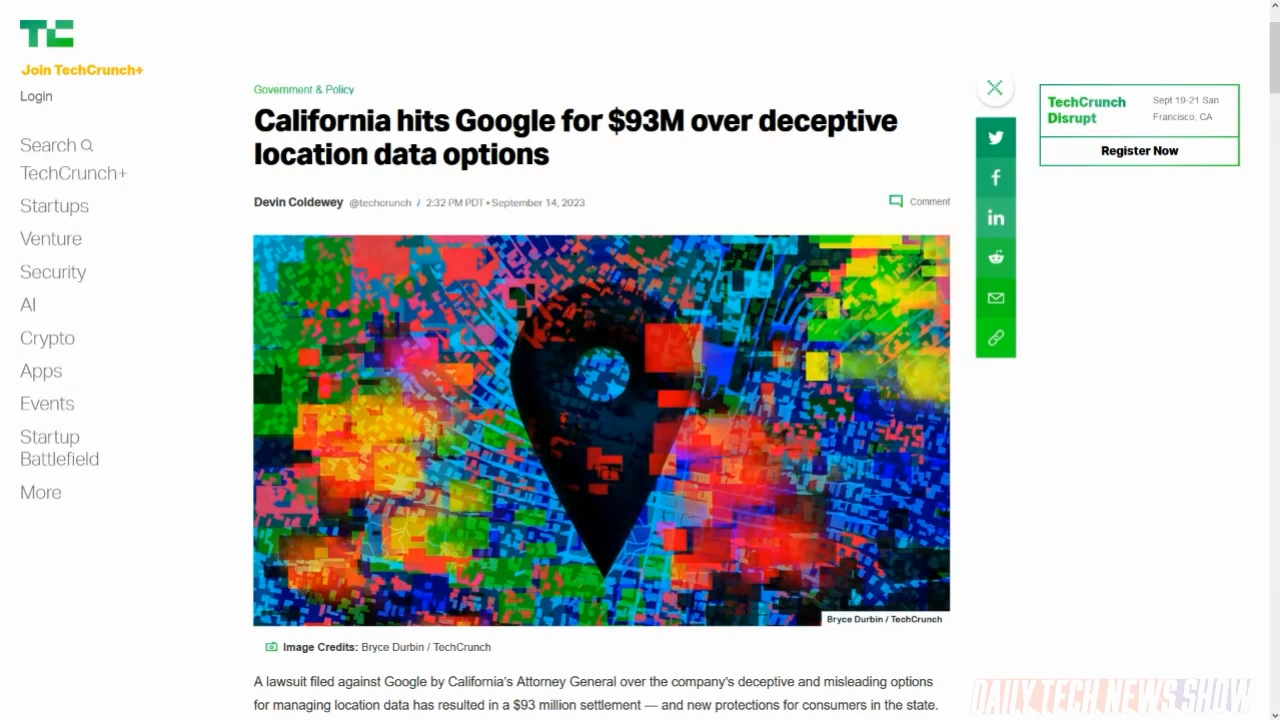 TC
Join TechCrunch+
Login
Search
TechCrunch+
Startups
Venture
Security
AI
Crypto
Apps
Events
Startup
Battlefield
More
Government & Policy
California hits Google for $93M over deceptive
location data options
Devin Coldewey @techcrunch / 2:32 PM PDT • September 14, 2023
Comment
Bryce Durbin / TechCrunch
Image Credits: Bryce Durbin / TechCrunch
A lawsuit filed against Google by California's Attorney General over the company's deceptive and misleading options
for managing location data has resulted in a $93 million settlement — and new protections for consumers in the state.
TechCrunch
Disrupt
Sept 19-21 San
Francisco, CA
Register Now
DAILY TECH NEWS SHOW